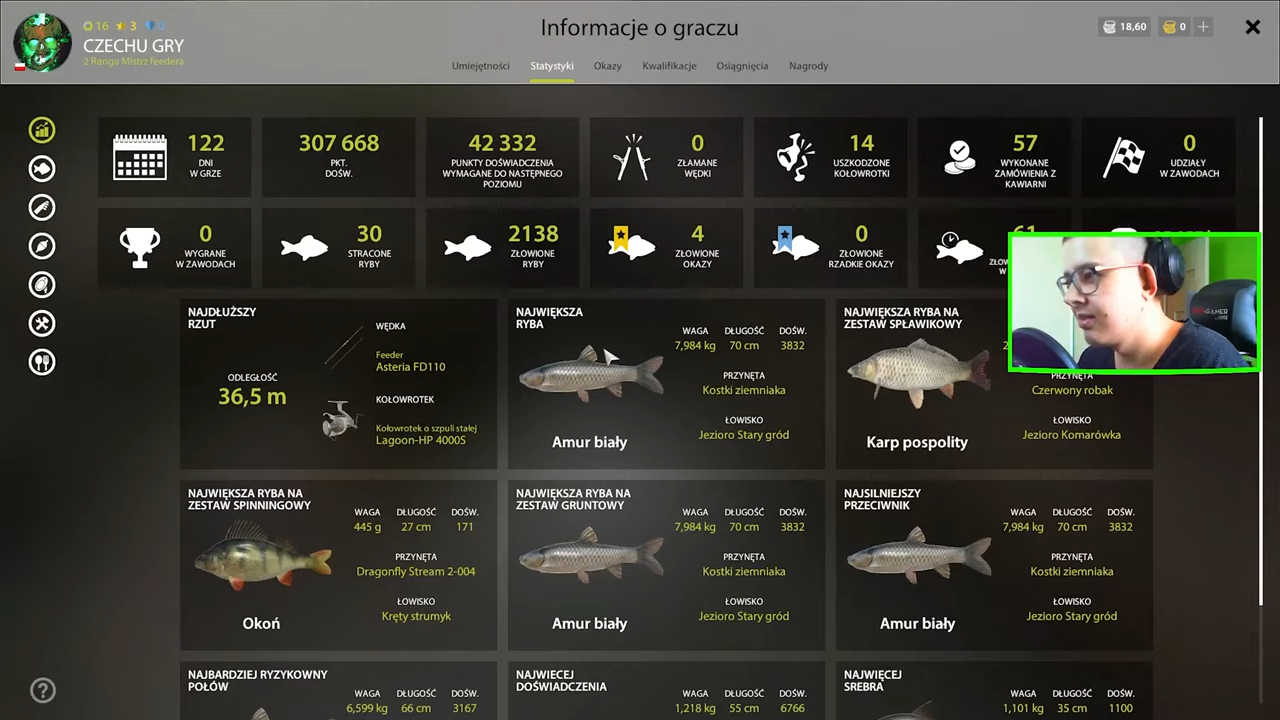 16 3 0
CZECHU GRY
2 Ranga Mistrz feedera
Informacje o graczu
18,60 0
Umiejętności Statystyki Okazy Kwalifikacje Osiągnięcia Nagrody
122
DNI
W GRZE
307 668
PKT.
DOŚW.
42 332
PUNKTY DOŚWIADCZENIA
WYMAGANE DO NASTĘPNEGO
POZIOMU
0
ZŁAMANE
WĘDKI
14
USZKODZONE
KOŁOWROTKI
57
WYKONANE
ZAMÓWIENIA Z
KAWIARNI
0
UDZIAŁY
W ZAWODACH
0
WYGRANE
W ZAWODACH
30
STRACONE
RYBY
2138
ZŁOWIONE
RYBY
4
ZŁOWIONE
OKAZY
0
ZŁOWIONE
RZADKIE OKAZY
61
NAJDŁUŻSZY
RZUT
ODLEGŁOŚĆ
36,5 m
WĘDKA
Feeder
Asteria FD110
KOŁOWROTEK
Kołowrotek o szpuli stałej
Lagoon-HP 4000S
NAJWIĘKSZA
RYBA
WAGA DŁUGOŚĆ DOŚW.
7,984 kg 70 cm 3832
PRZYNĘTA
Kostki ziemniaka
ŁOWISKO
Jezioro Stary gród
Amur biały
NAJWIĘKSZA RYBA NA
ZESTAW SPŁAWIKOWY
PRZYNĘTA
Czerwony robak
ŁOWISKO
Jezioro Komarówka
Karp pospolity
NAJWIĘKSZA RYBA NA
ZESTAW SPINNINGOWY
WAGA DŁUGOŚĆ DOŚW.
445 g 27 cm 171
PRZYNĘTA
Dragonfly Stream 2-004
ŁOWISKO
Kręty strumyk
Okoń
NAJWIĘKSZA RYBA NA
ZESTAW GRUNTOWY
WAGA DŁUGOŚĆ DOŚW.
7,984 kg 70 cm 3832
PRZYNĘTA
Kostki ziemniaka
ŁOWISKO
Jezioro Stary gród
Amur biały
NAJSILNIEJSZY
PRZECIWNIK
WAGA DŁUGOŚĆ DOŚW.
7,984 kg 70 cm 3832
PRZYNĘTA
Kostki ziemniaka
ŁOWISKO
Jezioro Stary gród
Amur biały
NAJBARDZIEJ RYZYKOWNY
POŁÓW
WAGA DŁUGOŚĆ DOŚW.
6,599 kg 66 cm 3167
NAJWIECEJ
DOŚWIADCZENIA
WAGA DŁUGOŚĆ DOŚW.
1,218 kg 55 cm 6766
NAJWIĘCEJ
SREBRA
WAGA DŁUGOŚĆ DOŚW.
1,101 kg 35 cm 1100